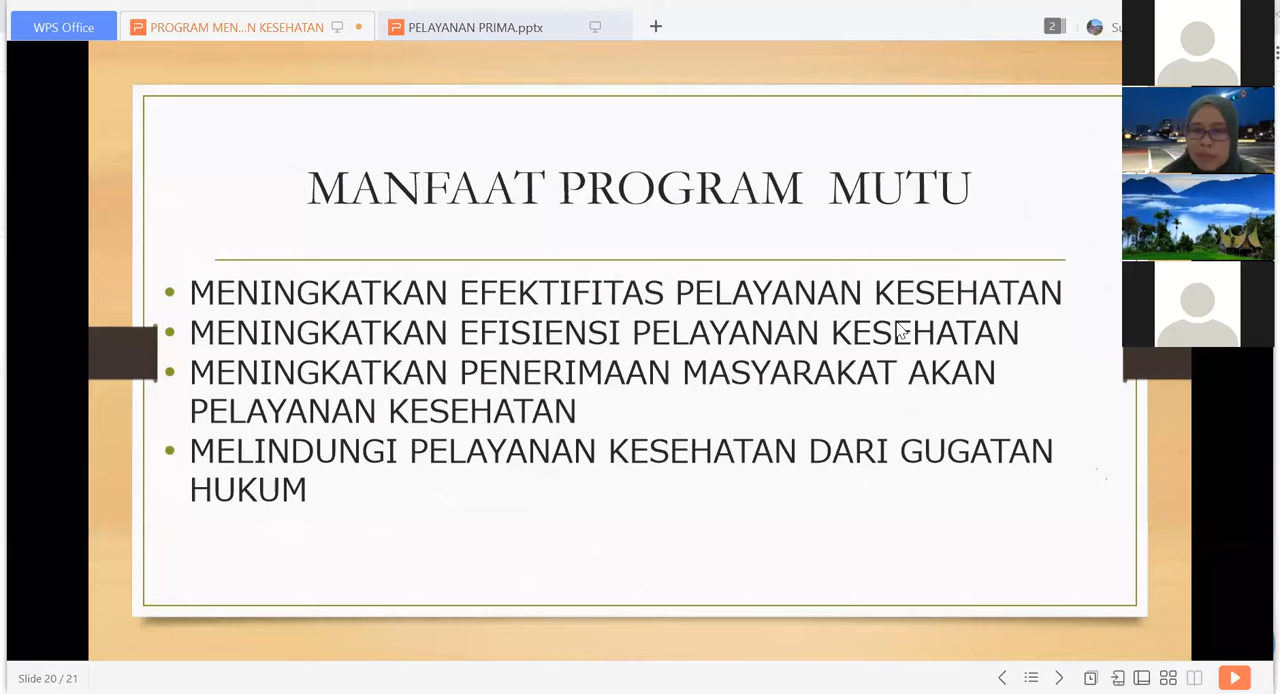 WPS Office
PROGRAM MEN...N KESEHATAN
PELAYANAN PRIMA.pptx
2
MANFAAT PROGRAM MUTU
• MENINGKATKAN EFEKTIFITAS PELAYANAN KESEHATAN
• MENINGKATKAN EFISIENSI PELAYANAN KESEHATAN
• MENINGKATKAN PENERIMAAN MASYARAKAT AKAN
PELAYANAN KESEHATAN
• MELINDUNGI PELAYANAN KESEHATAN DARI GUGATAN
HUKUM
Slide 20 / 21